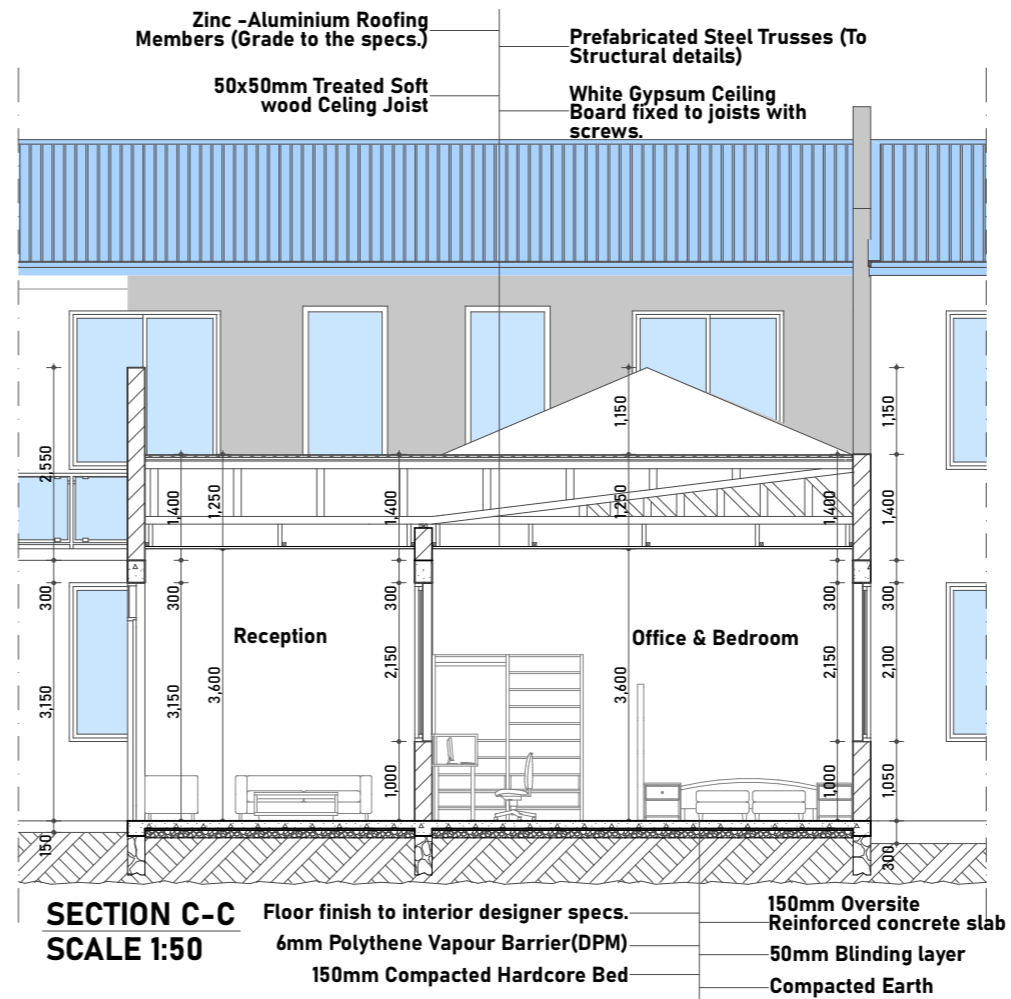 Zinc -Aluminium Roofing
Members (Grade to the specs.)
Prefabricated Steel Trusses (To
Structural details)
50x50mm Treated Soft
wood Celing Joist
White Gypsum Ceiling
Board fixed to joists with
screws.
1,150
1,150
2,550
1,400
1,250
1,400
1,250
1,400
1,400
300
300
300
300
300
Reception
Office & Bedroom
3,150
3,150
3,600
2,150
3,600
2,150
2,100
1,000
1,000
1,050
150
300
SECTION C-C
SCALE 1:50
Floor finish to interior designer specs.
6mm Polythene Vapour Barrier(DPM)
150mm Compacted Hardcore Bed
150mm Oversite
Reinforced concrete slab
50mm Blinding layer
Compacted Earth